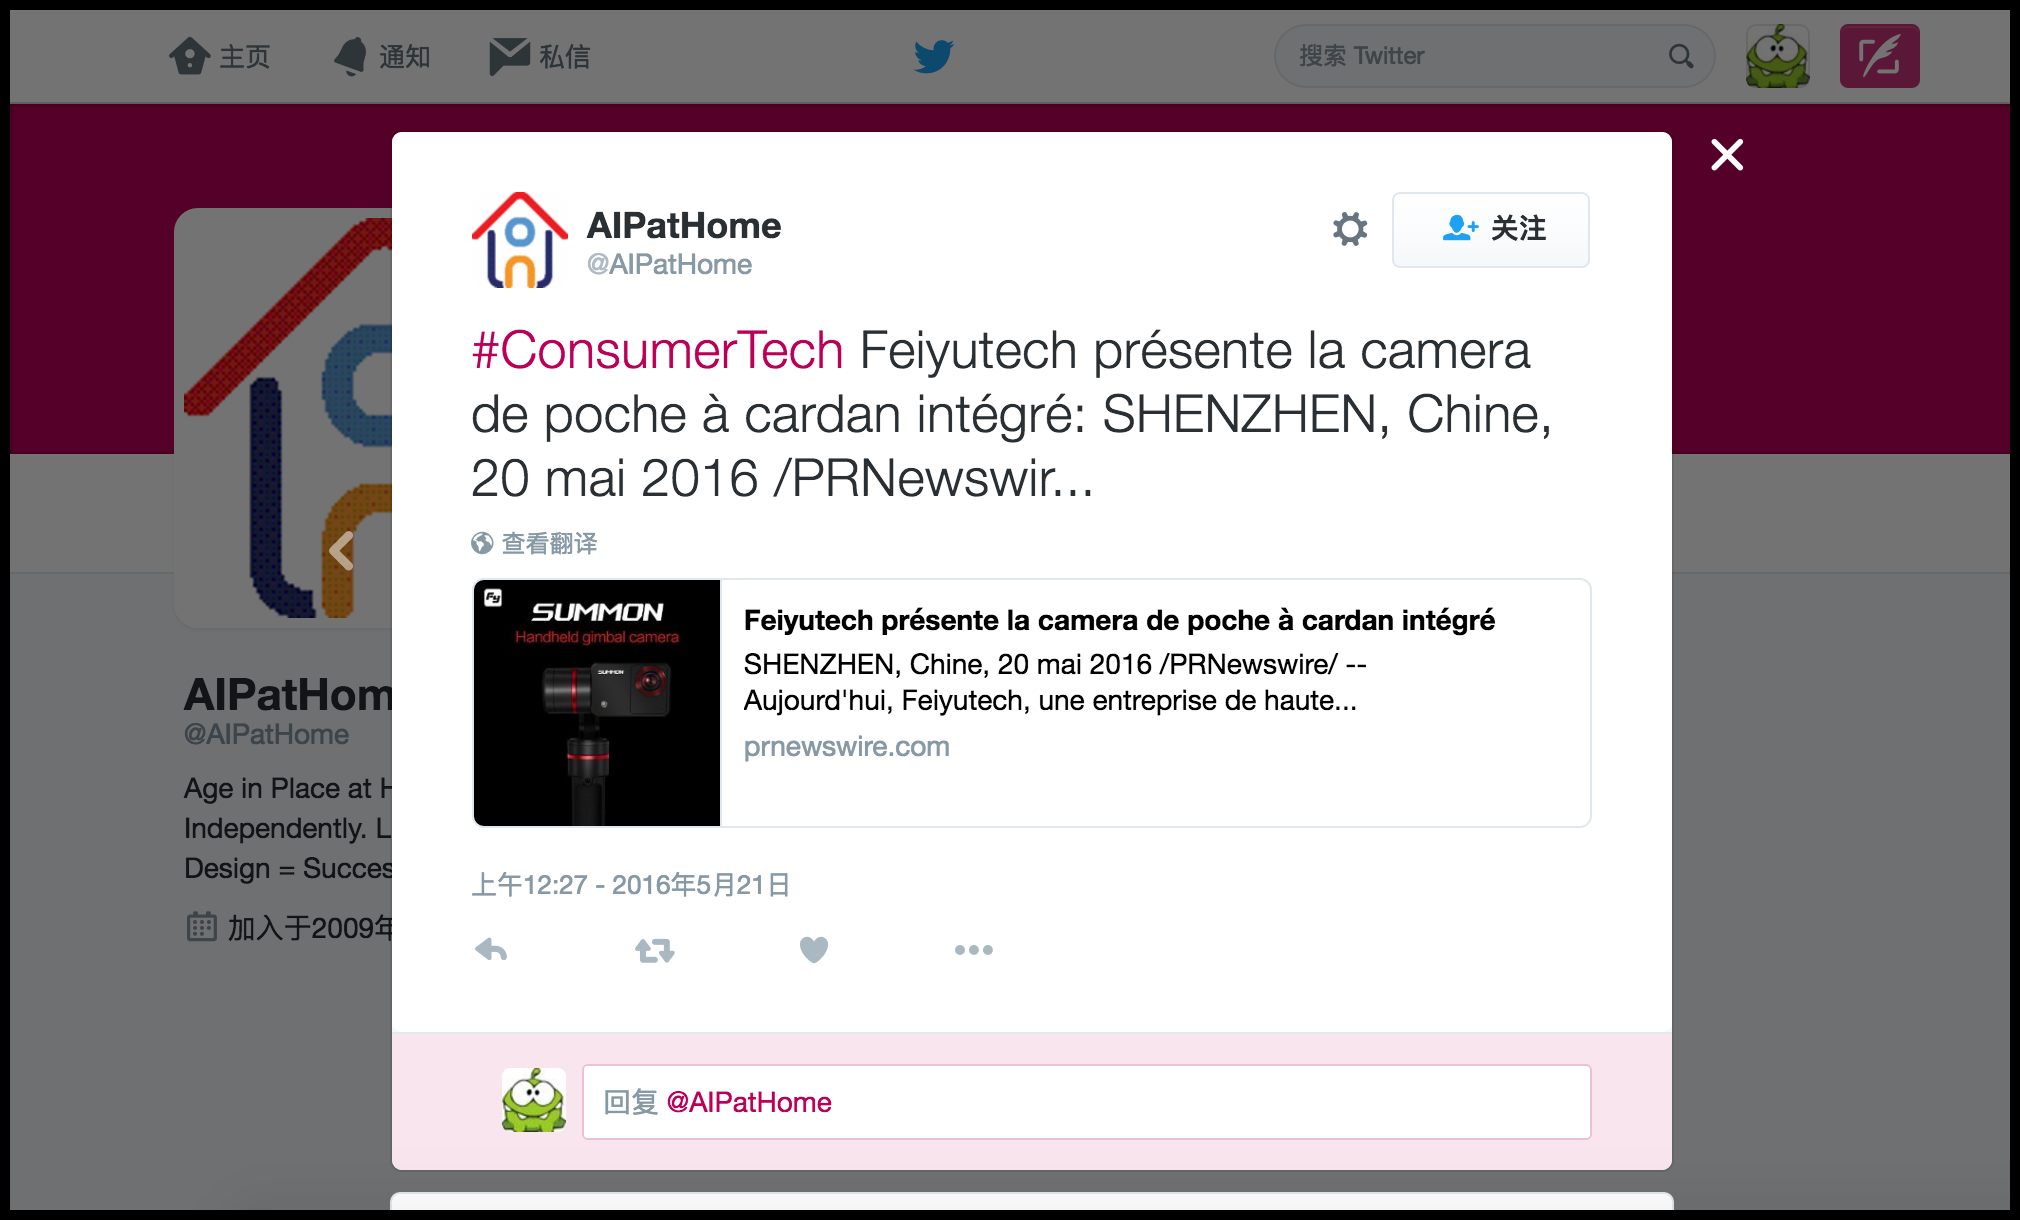 主页
通知
私信
搜索 Twitter
AIPatHome
@AIPatHome
关注
#ConsumerTech Feiyutech présente la camera
de poche à cardan intégré: SHENZHEN, Chine,
20 mai 2016 /PRNewswir...
查看翻译
Fy
SUMMON
Handheld gimbal camera
SUMMON
Feiyutech présente la camera de poche à cardan intégré
SHENZHEN, Chine, 20 mai 2016 /PRNewswire/ --
Aujourd'hui, Feiyutech, une entreprise de haute...
prnewswire.com
上午12:27 - 2016年5月21日
回复 @AIPatHome
AIPatHom
@AIPatHome
Age in Place at H
Independently. L
Design = Succes
加入于2009年